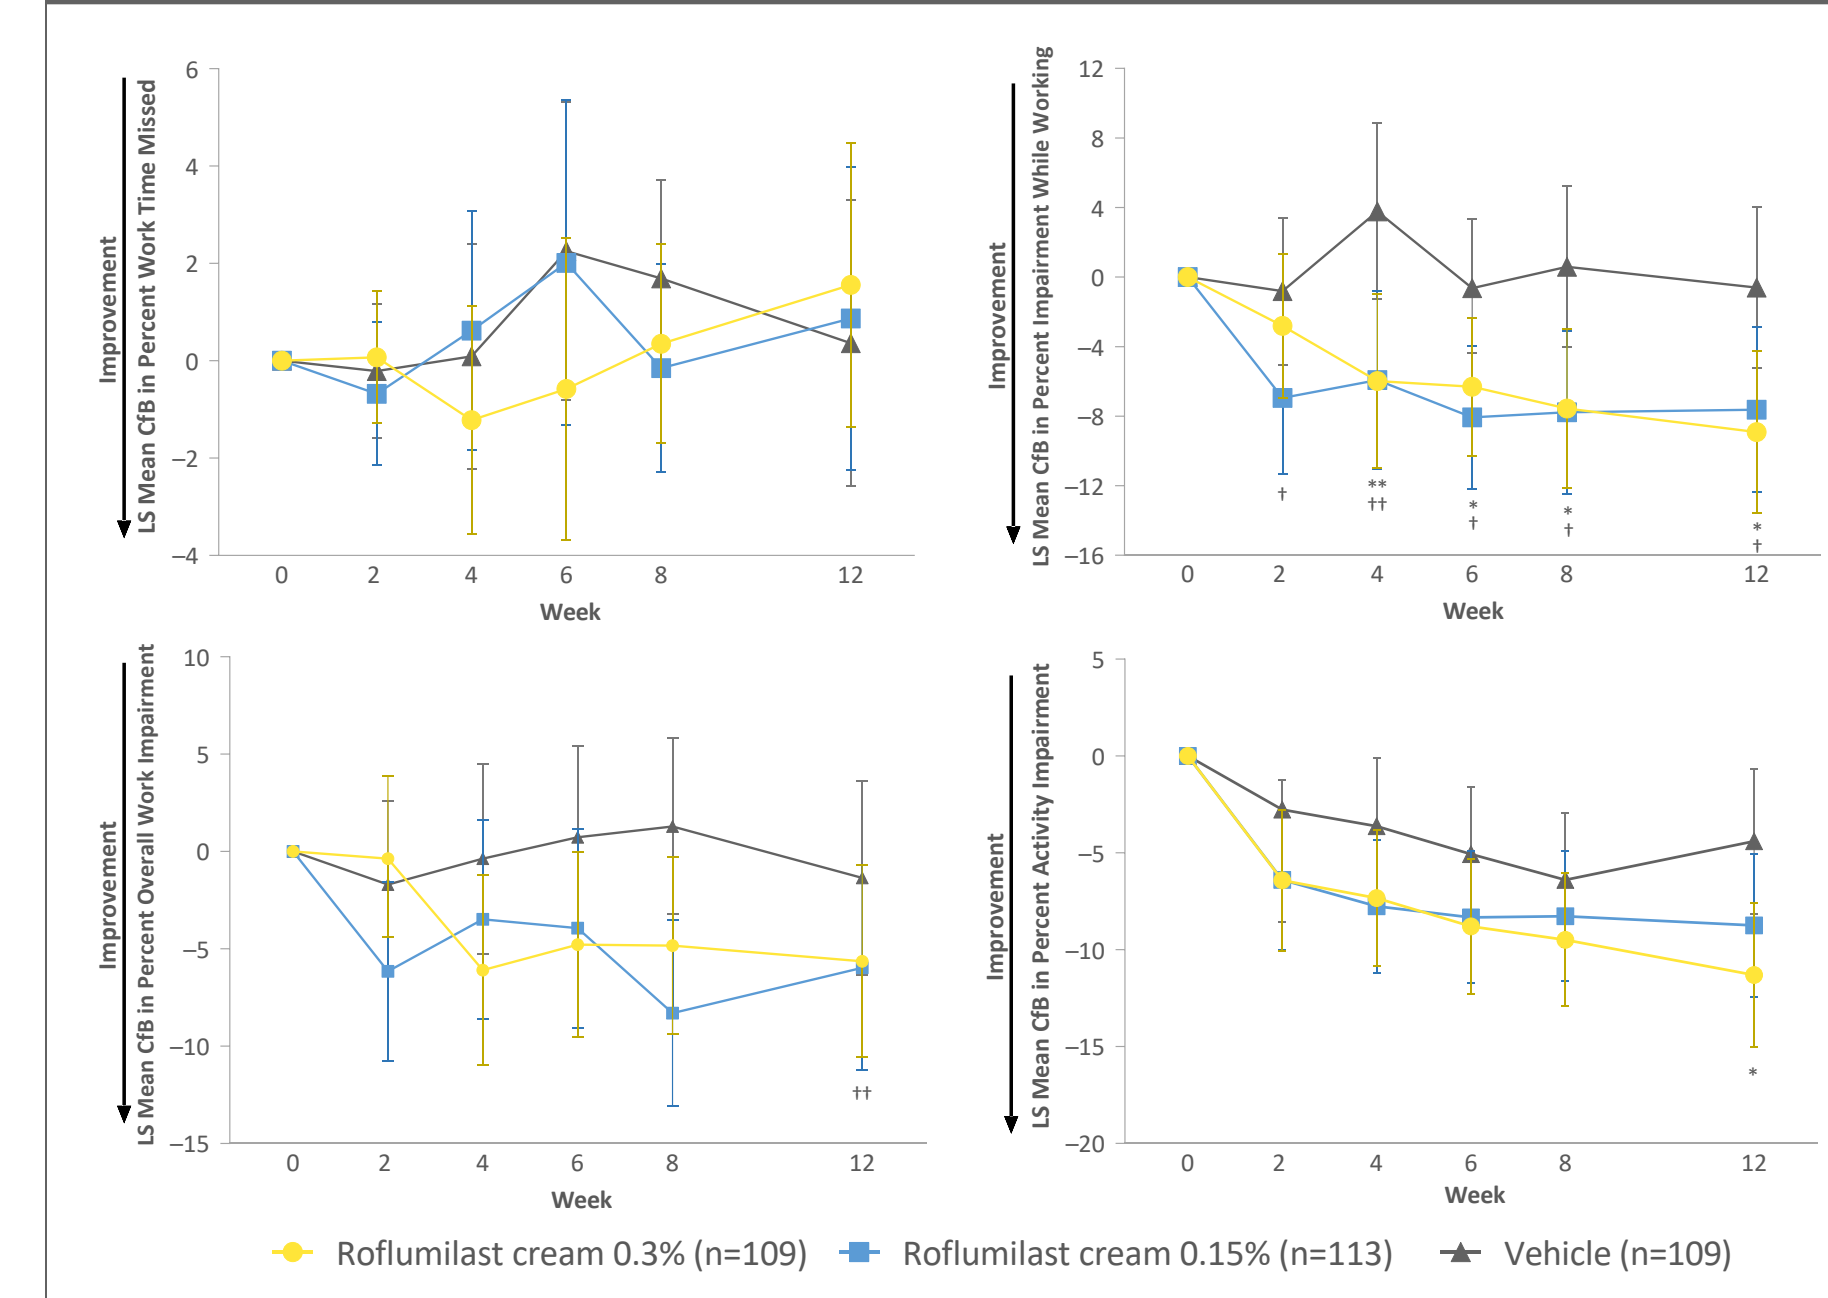 LS Mean CfB in Percent Work Time Missed
Improvement
6
4
2
0
–2
–4
0 2 4 6 8 12
Week
LS Mean CfB in Percent Impairment While Working
Improvement
12
8
4
0
–4
–8
–12
–16
†
**
††
*
†
*
†
*
†
0 2 4 6 8 12
Week
LS Mean CfB in Percent Overall Work Impairment
Improvement
10
5
0
–5
–10
–15
††
0 2 4 6 8 12
Week
LS Mean CfB in Percent Activity Impairment
Improvement
5
0
–5
–10
–15
–20
*
0 2 4 6 8 12
Week
Roflumilast cream 0.3% (n=109) Roflumilast cream 0.15% (n=113) Vehicle (n=109)